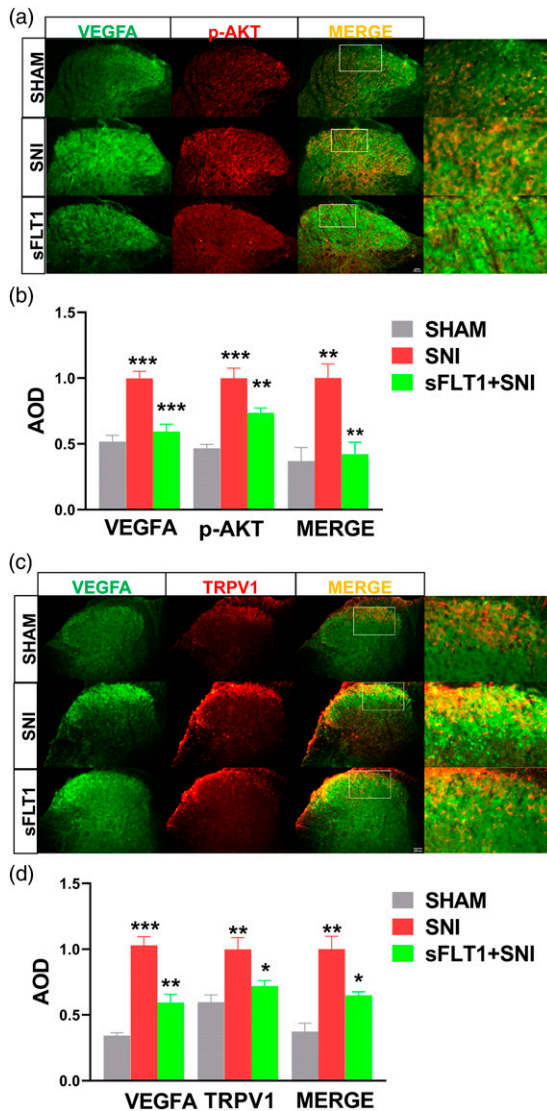 (a)
VEGFA p-AKT MERGE
SHAM
SNI
sFLT1
(b)
1.5
1.0
0.5
0.0
AOD
*** *** **
*** ** **
VEGFA p-AKT MERGE
SHAM
SNI
sFLT1+SNI
(c)
VEGFA TRPV1 MERGE
SHAM
SNI
sFLT1
(d)
1.5
1.0
0.5
0.0
AOD
*** ** **
** * *
VEGFA TRPV1 MERGE
SHAM
SNI
sFLT1+SNI